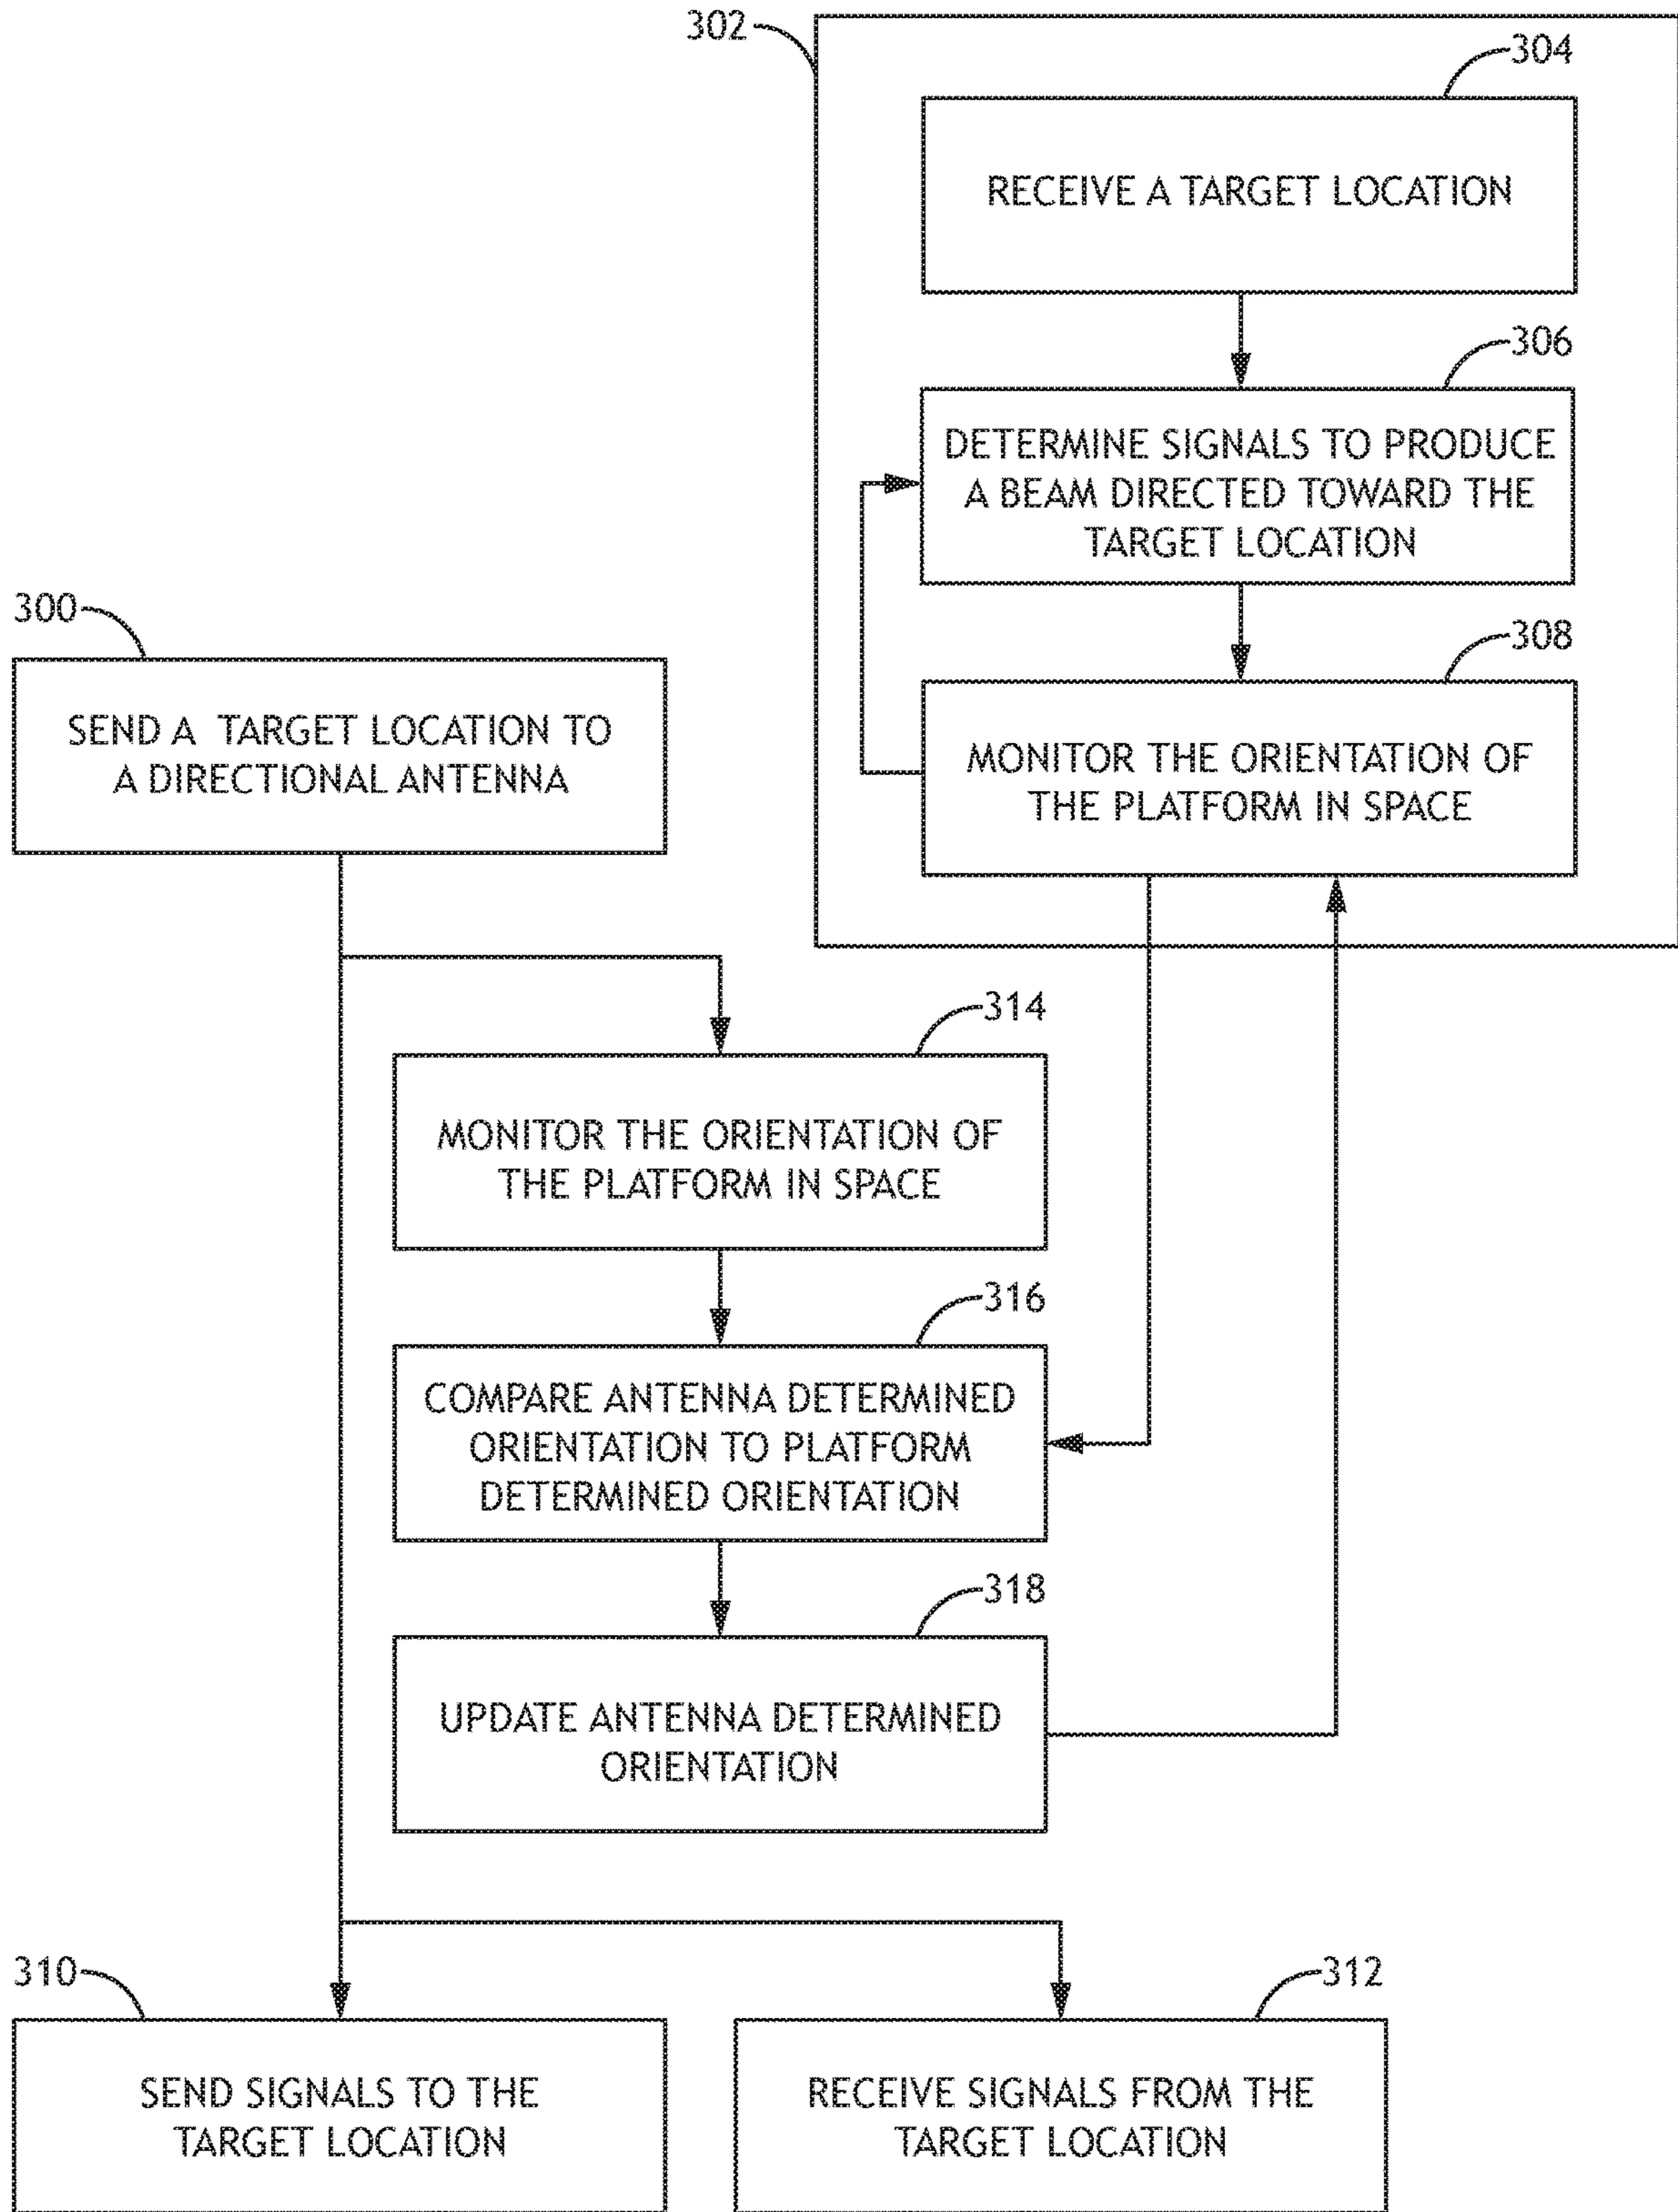 302
304
RECEIVE A TARGET LOCATION
306
DETERMINE SIGNALS TO PRODUCE
A BEAM DIRECTED TOWARD THE
TARGET LOCATION
300
308
SEND A TARGET LOCATION TO
A DIRECTIONAL ANTENNA
MONITOR THE ORIENTATION OF
THE PLATFORM IN SPACE
314
MONITOR THE ORIENTATION OF
THE PLATFORM IN SPACE
316
COMPARE ANTENNA DETERMINED
ORIENTATION TO PLATFORM
DETERMINED ORIENTATION
318
UPDATE ANTENNA DETERMINED
ORIENTATION
310
312
SEND SIGNALS TO THE
TARGET LOCATION
RECEIVE SIGNALS FROM THE
TARGET LOCATION